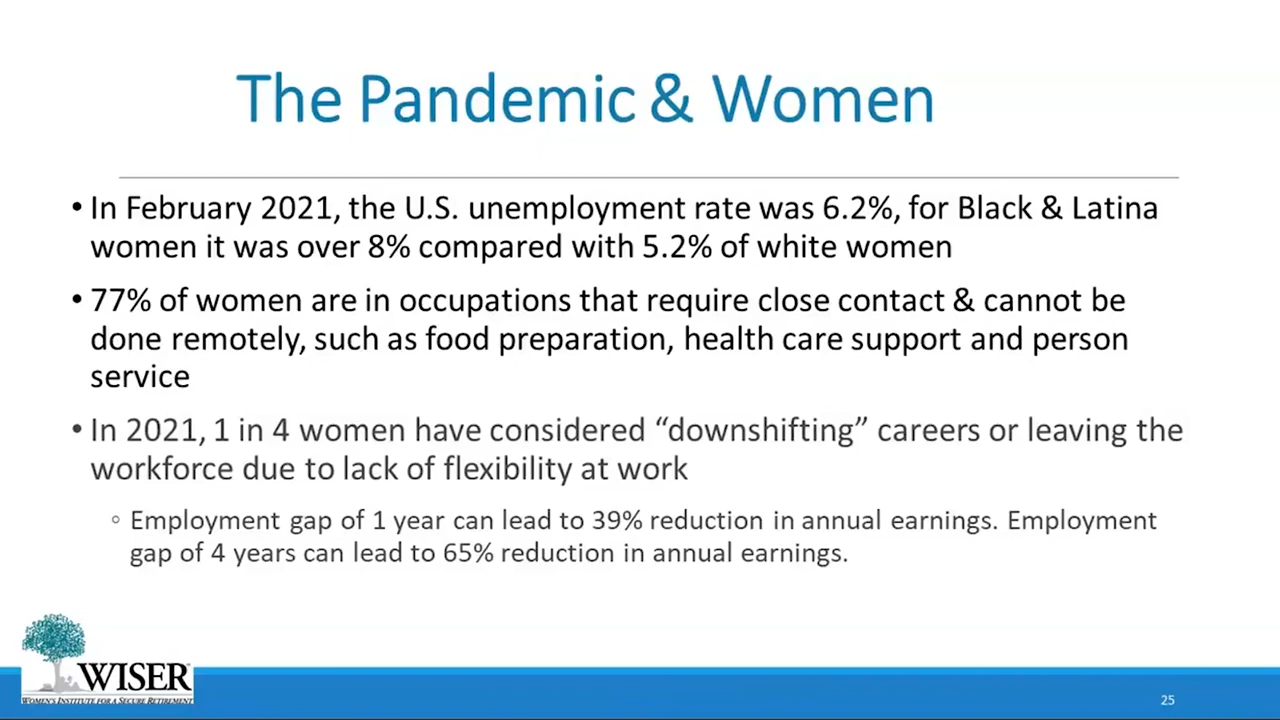 The Pandemic & Women
• In February 2021, the U.S. unemployment rate was 6.2%, for Black & Latina
women it was over 8% compared with 5.2% of white women
• 77% of women are in occupations that require close contact & cannot be
done remotely, such as food preparation, health care support and person
service
• In 2021, 1 in 4 women have considered “downshifting” careers or leaving the
workforce due to lack of flexibility at work
◦ Employment gap of 1 year can lead to 39% reduction in annual earnings. Employment
gap of 4 years can lead to 65% reduction in annual earnings.
WISER
WOMEN'S INSTITUTE FOR A SECURE RETIREMENT
25